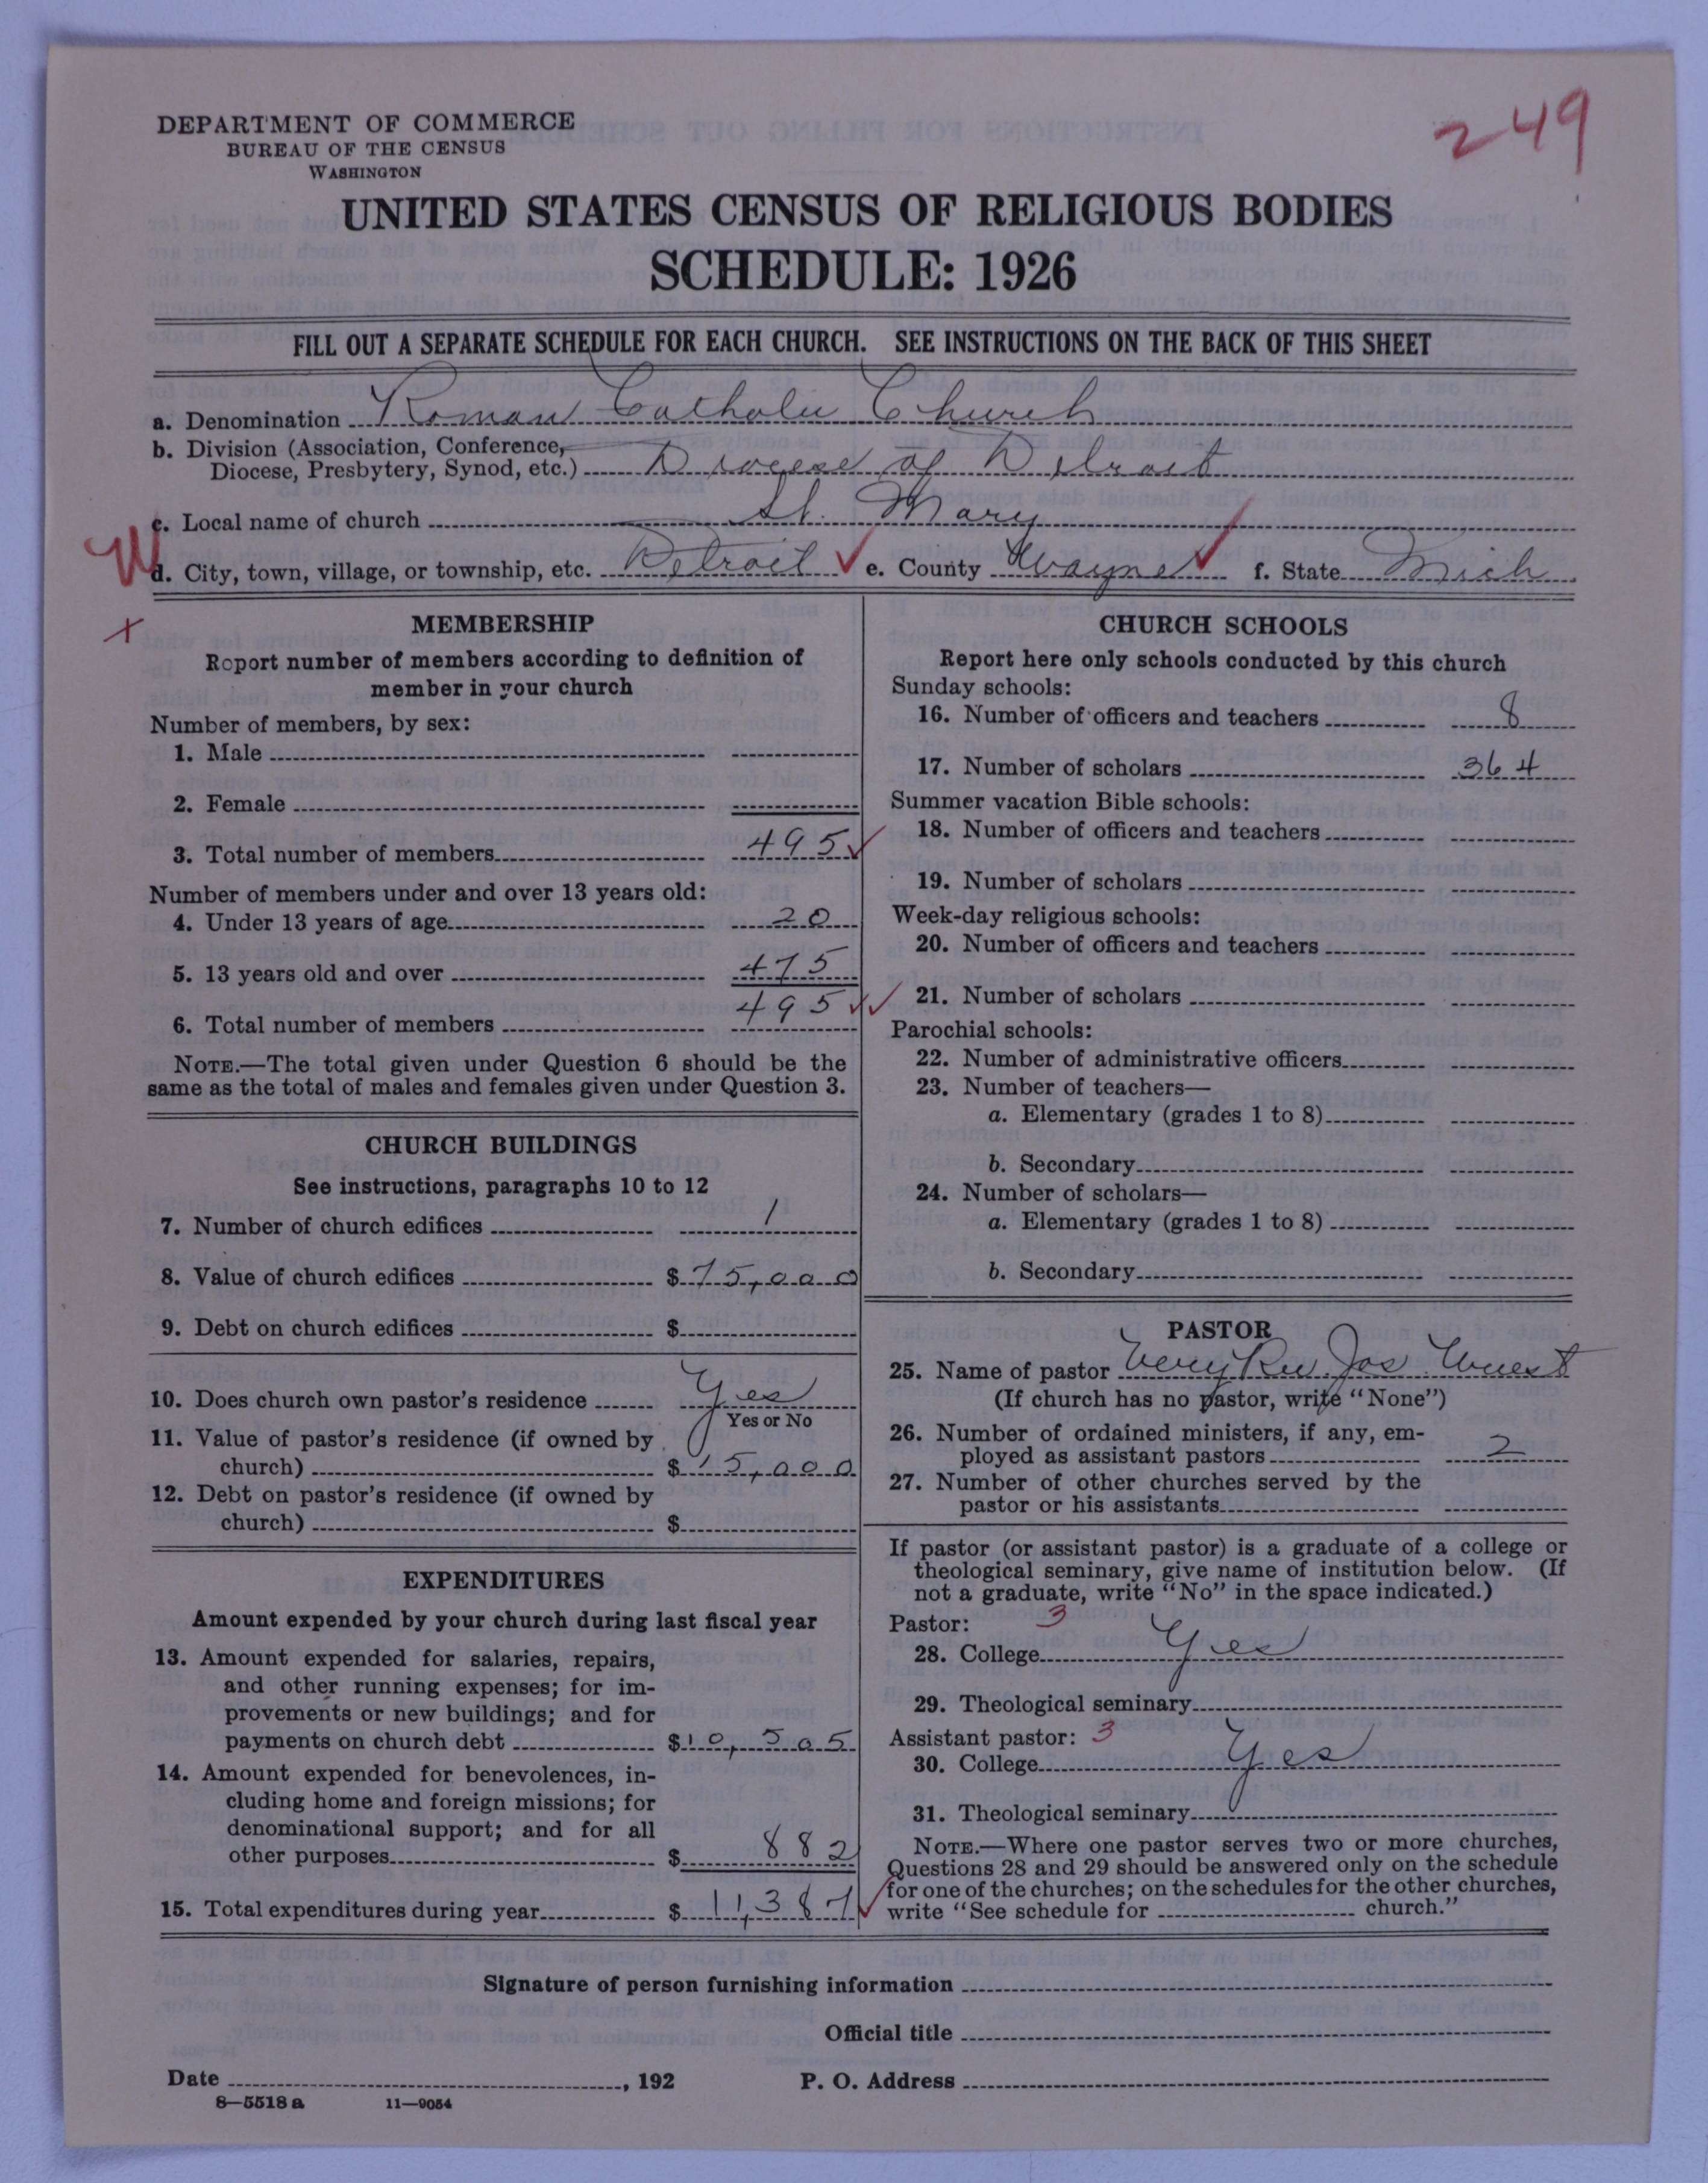 249
DEPARTMENT OF COMMERCE
BUREAU OF THE CENSUS
WASHINGTON
UNITED STATES CENSUS OF RELIGIOUS BODIES
SCHEDULE: 1926
FILL OUT A SEPARATE SCHEDULE FOR EACH CHURCH. SEE INSTRUCTIONS ON THE BACK OF THIS SHEET
a. Denomination Roman Catholic Church
b. Division (Association, Conference,
Diocese, Presbytery, Synod, etc.) Diocese of Detroit
c. Local name of church St. Mary
d. City, town, village, or township, etc. Detroit e. County Wayne f. State Mich
MEMBERSHIP
Report number of members according to definition of
member in your church
Number of members, by sex:
1. Male
2. Female
3. Total number of members 495
Number of members under and over 13 years old:
4. Under 13 years of age 20
5. 13 years old and over 475
6. Total number of members 495
NOTE.—The total given under Question 6 should be the
same as the total of males and females given under Question 3.
CHURCH BUILDINGS
See instructions, paragraphs 10 to 12
7. Number of church edifices 1
8. Value of church edifices $75,000
9. Debt on church edifices $
10. Does church own pastor's residence Yes
Yes or No
11. Value of pastor's residence (if owned by
church) $15,000
12. Debt on pastor's residence (if owned by
church) $
EXPENDITURES
Amount expended by your church during last fiscal year
13. Amount expended for salaries, repairs,
and other running expenses; for im-
provements or new buildings; and for
payments on church debt $10,505
14. Amount expended for benevolences, in-
cluding home and foreign missions; for
denominational support; and for all
other purposes $882
15. Total expenditures during year $11,387
CHURCH SCHOOLS
Report here only schools conducted by this church
Sunday schools:
16. Number of officers and teachers 8
17. Number of scholars 364
Summer vacation Bible schools:
18. Number of officers and teachers
19. Number of scholars
Week-day religious schools:
20. Number of officers and teachers
21. Number of scholars
Parochial schools:
22. Number of administrative officers
23. Number of teachers—
a. Elementary (grades 1 to 8)
b. Secondary
24. Number of scholars—
a. Elementary (grades 1 to 8)
b. Secondary
PASTOR
25. Name of pastor Very Rev. Jos Wuest
(If church has no pastor, write "None")
26. Number of ordained ministers, if any, em-
ployed as assistant pastors 2
27. Number of other churches served by the
pastor or his assistants
If pastor (or assistant pastor) is a graduate of a college or
theological seminary, give name of institution below. (If
not a graduate, write "No" in the space indicated.)
Pastor: 3
28. College Yes
29. Theological seminary
Assistant pastor: 3
30. College Yes
31. Theological seminary
NOTE.—Where one pastor serves two or more churches,
Questions 28 and 29 should be answered only on the schedule
for one of the churches; on the schedules for the other churches,
write "See schedule for church."
Signature of person furnishing information
Official title
Date , 192 P. O. Address
8—5518 a 11—9054